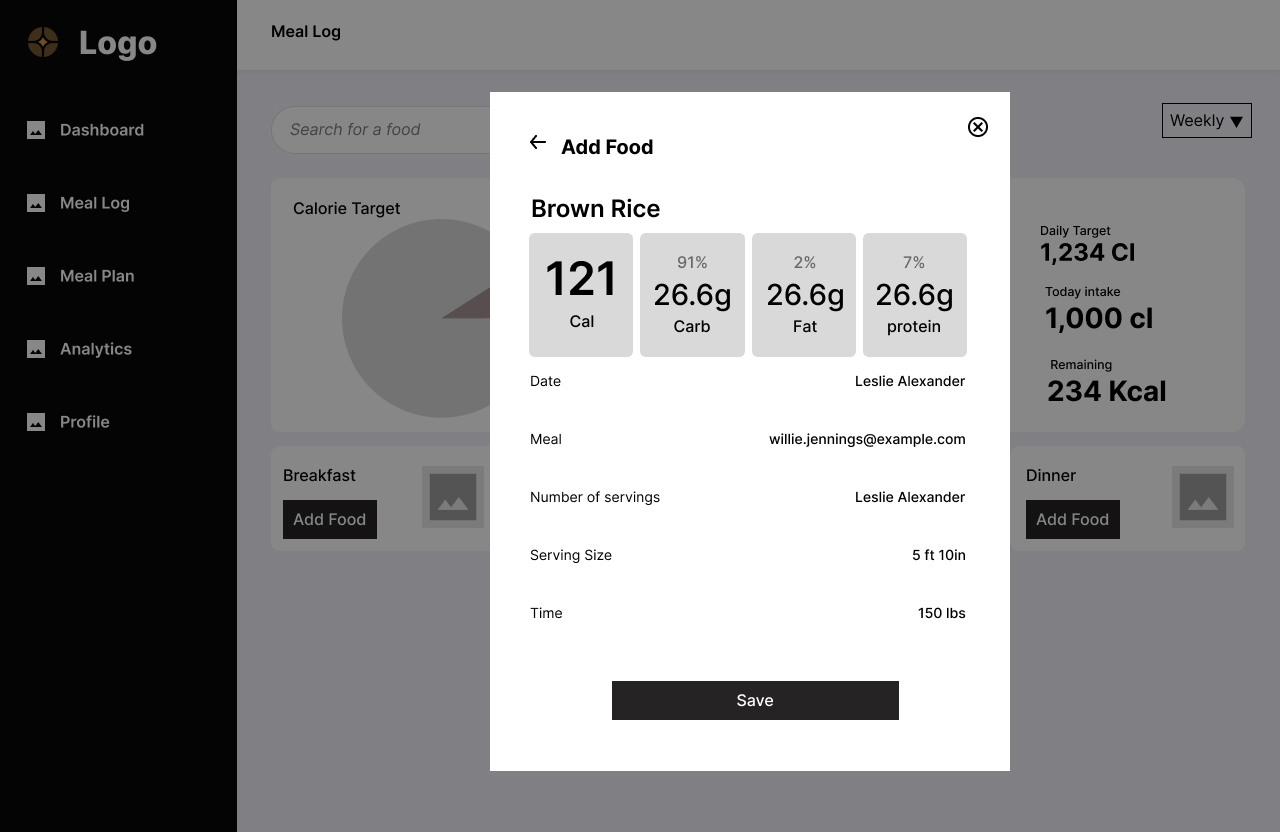 Logo
Dashboard
Meal Log
Meal Plan
Analytics
Profile
Meal Log
Search for a food
Weekly ▼
Calorie Target
Daily Target
1,234 Cl
Today intake
1,000 cl
Remaining
234 Kcal
Breakfast
Add Food
Dinner
Add Food
Add Food
Brown Rice
121
Cal
91%
26.6g
Carb
2%
26.6g
Fat
7%
26.6g
protein
Date Leslie Alexander
Meal willie.jennings@example.com
Number of servings Leslie Alexander
Serving Size 5 ft 10in
Time 150 lbs
Save